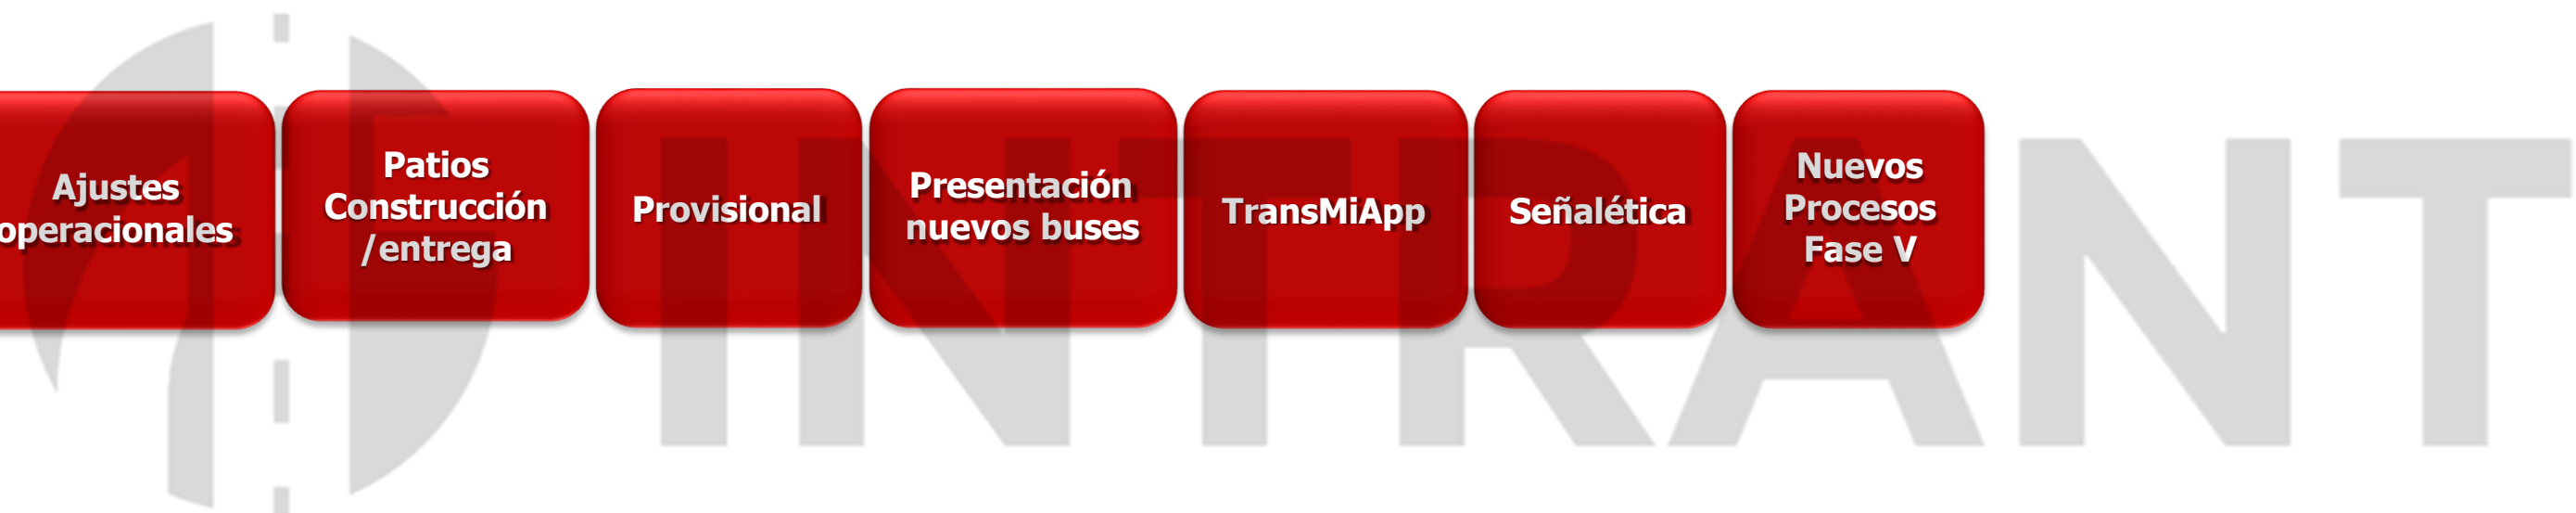 Ajustes
operacionales
Patios
Construcción
/entrega
Provisional
Presentación
nuevos buses
TransMiApp
Señalética
Nuevos
Procesos
Fase V
INTRANT